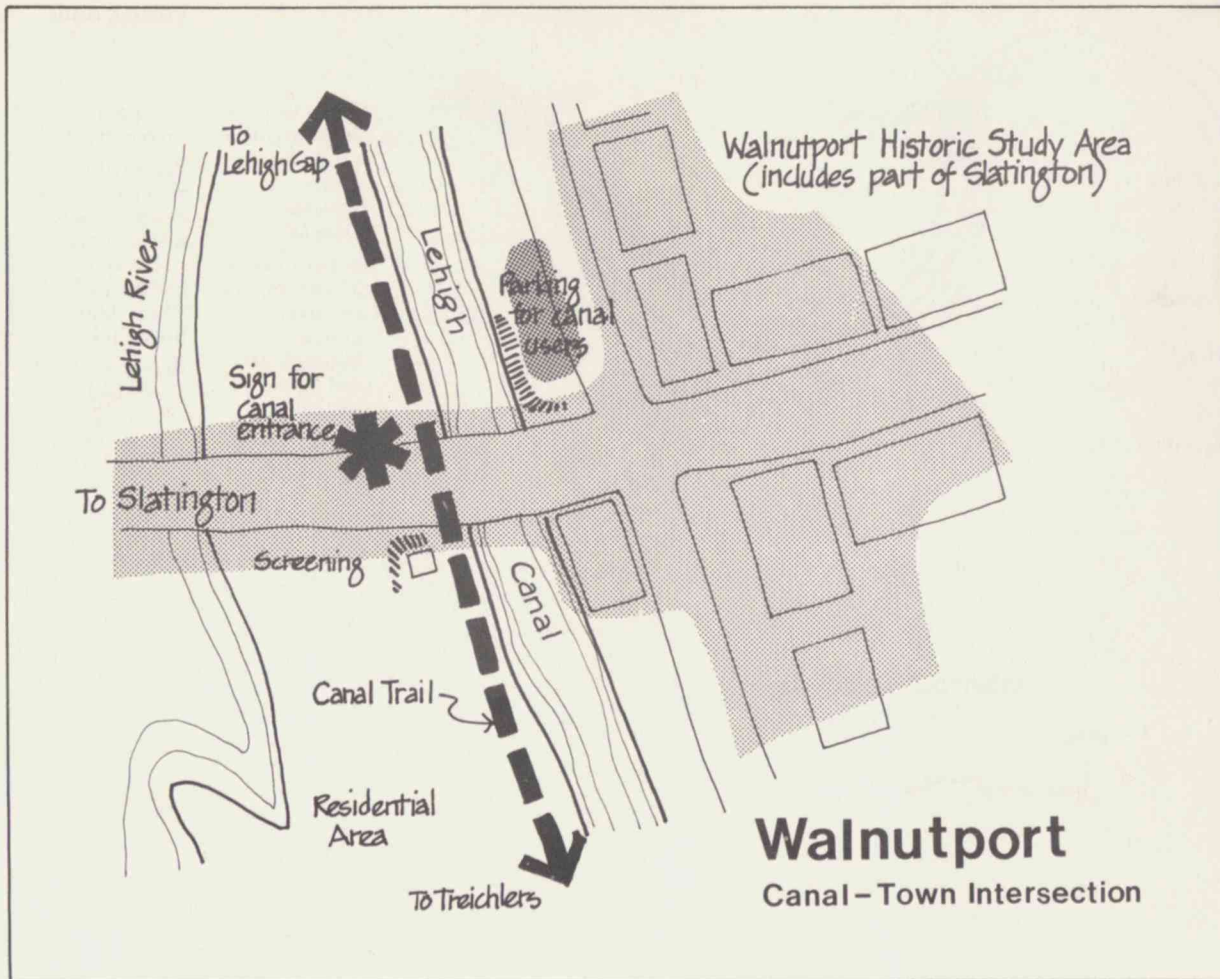 To
Lehigh Gap
Walnutport Historic Study Area
(includes part of Slatington)
Lehigh River
Lehigh
Parking
for canal
users
Sign for
canal
entrance
To Slatington
Screening
Canal
Canal Trail
Residential
Area
To Treichlers
Walnutport
Canal-Town Intersection